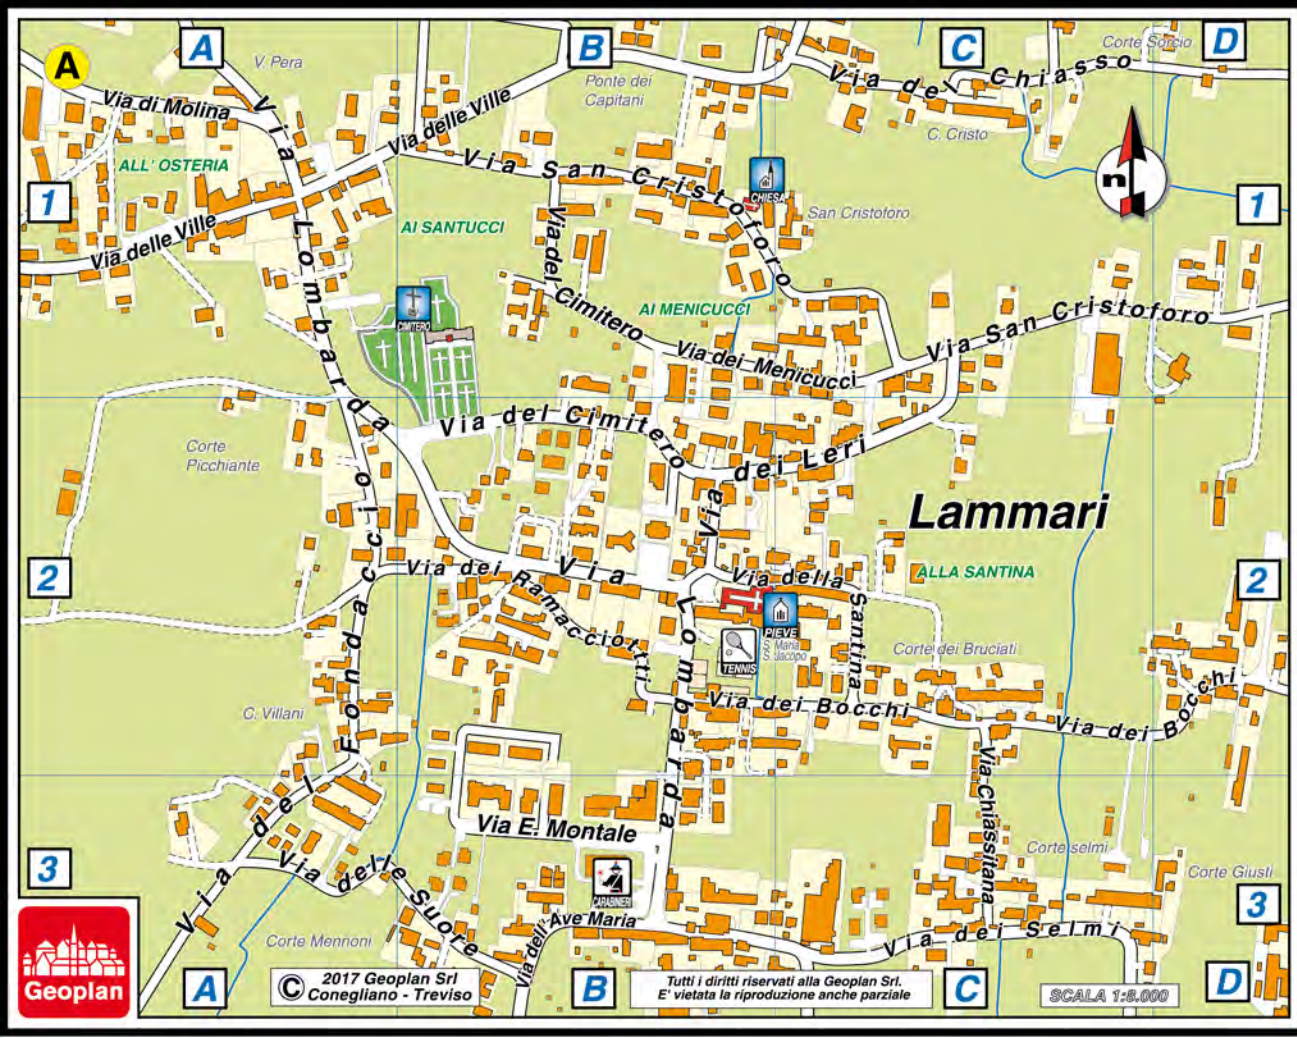 A
B
C
D
A
V. Pera
Ponte dei
Capitani
Corte Sorcio
Via del Chiasso
Via di Molina
Via delle Ville
C. Cristo
ALL' OSTERIA
Via San Cristoforo
CHIESA
1
1
San Cristoforo
Via delle Ville
AI SANTUCCI
Via del Cimitero
n
Via Lombarda
CIMITERO
AI MENICUCCI
Via dei Menicucci
Via San Cristoforo
Via del Cimitero
Via dei Leri
Corte
Picchiante
Lammari
2
2
Via dei Ramacciotti
Via Lombarda
Via
Via della Santina
ALLA SANTINA
PIEVE
S. Maria
S. Jacopo
TENNIS
Corte dei Bruciati
Via dei Bocchi
Via dei Bocchi
C. Villani
Via del Fondaccio
Via Chiassitana
Via E. Montale
Corte selmi
Corte Giusti
3
3
Via delle Suore
CARABINIERI
Via dell'Ave Maria
Via dei Selmi
Corte Mennoni
Geoplan
A
© 2017 Geoplan Srl
Conegliano - Treviso
B
Tutti i diritti riservati alla Geoplan Srl.
E' vietata la riproduzione anche parziale
C
SCALA 1:8.000
D